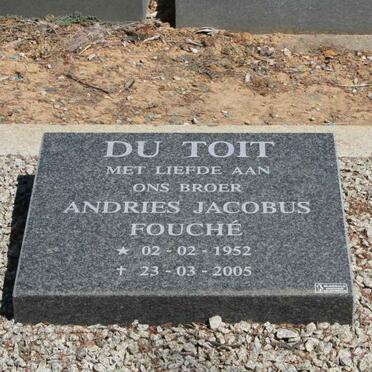 DU TOIT
MET LIEFDE AAN
ONS BROER
ANDRIES JACOBUS
FOUCHÉ
★ 02 - 02 - 1952
✝ 23 - 03 - 2005